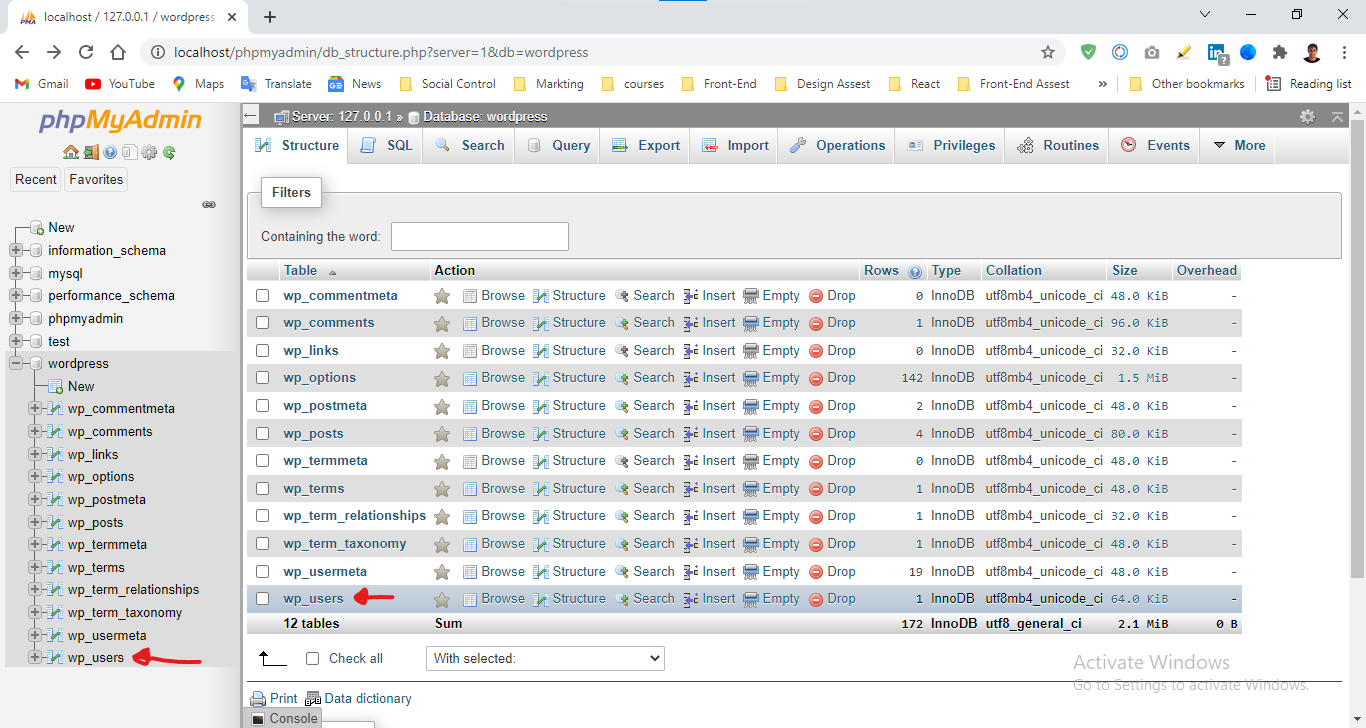 localhost / 127.0.0.1 / wordpress
localhost/phpmyadmin/db_structure.php?server=1&db=wordpress
Gmail YouTube Maps Translate News Social Control Markting courses Front-End Design Assest React Front-End Assest » Other bookmarks Reading list
phpMyAdmin
Recent Favorites
New
information_schema
mysql
performance_schema
phpmyadmin
test
wordpress
New
wp_commentmeta
wp_comments
wp_links
wp_options
wp_postmeta
wp_posts
wp_termmeta
wp_terms
wp_term_relationships
wp_term_taxonomy
wp_usermeta
wp_users
Server: 127.0.0.1 » Database: wordpress
Structure SQL Search Query Export Import Operations Privileges Routines Events More
Filters
Containing the word:
Table Action Rows Type Collation Size Overhead
wp_commentmeta Browse Structure Search Insert Empty Drop 0 InnoDB utf8mb4_unicode_ci 48.0 KiB -
wp_comments Browse Structure Search Insert Empty Drop 1 InnoDB utf8mb4_unicode_ci 96.0 KiB -
wp_links Browse Structure Search Insert Empty Drop 0 InnoDB utf8mb4_unicode_ci 32.0 KiB -
wp_options Browse Structure Search Insert Empty Drop 142 InnoDB utf8mb4_unicode_ci 1.5 MiB -
wp_postmeta Browse Structure Search Insert Empty Drop 2 InnoDB utf8mb4_unicode_ci 48.0 KiB -
wp_posts Browse Structure Search Insert Empty Drop 4 InnoDB utf8mb4_unicode_ci 80.0 KiB -
wp_termmeta Browse Structure Search Insert Empty Drop 0 InnoDB utf8mb4_unicode_ci 48.0 KiB -
wp_terms Browse Structure Search Insert Empty Drop 1 InnoDB utf8mb4_unicode_ci 48.0 KiB -
wp_term_relationships Browse Structure Search Insert Empty Drop 1 InnoDB utf8mb4_unicode_ci 32.0 KiB -
wp_term_taxonomy Browse Structure Search Insert Empty Drop 1 InnoDB utf8mb4_unicode_ci 48.0 KiB -
wp_usermeta Browse Structure Search Insert Empty Drop 19 InnoDB utf8mb4_unicode_ci 48.0 KiB -
wp_users Browse Structure Search Insert Empty Drop 1 InnoDB utf8mb4_unicode_ci 64.0 KiB -
12 tables Sum 172 InnoDB utf8_general_ci 2.1 MiB 0 B
Check all With selected:
Print Data dictionary
Console
Activate Windows
Go to Settings to activate Windows.